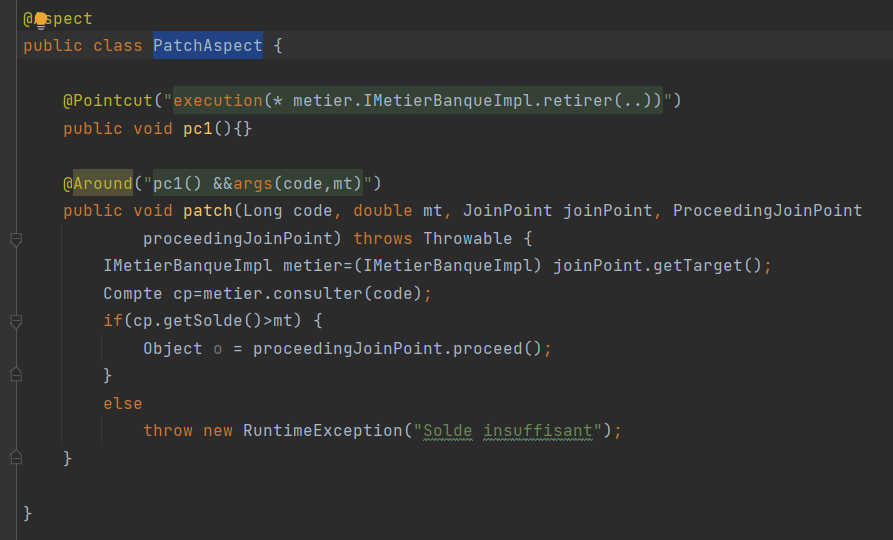 @Aspect
public class PatchAspect {
@Pointcut("execution(* metier.IMetierBanqueImpl.retirer(..))")
public void pc1(){}
@Around("pc1() &&args(code,mt)")
public void patch(Long code, double mt, JoinPoint joinPoint, ProceedingJoinPoint
proceedingJoinPoint) throws Throwable {
IMetierBanqueImpl metier=(IMetierBanqueImpl) joinPoint.getTarget();
Compte cp=metier.consulter(code);
if(cp.getSolde()>mt) {
Object o = proceedingJoinPoint.proceed();
}
else
throw new RuntimeException("Solde insuffisant");
}
}